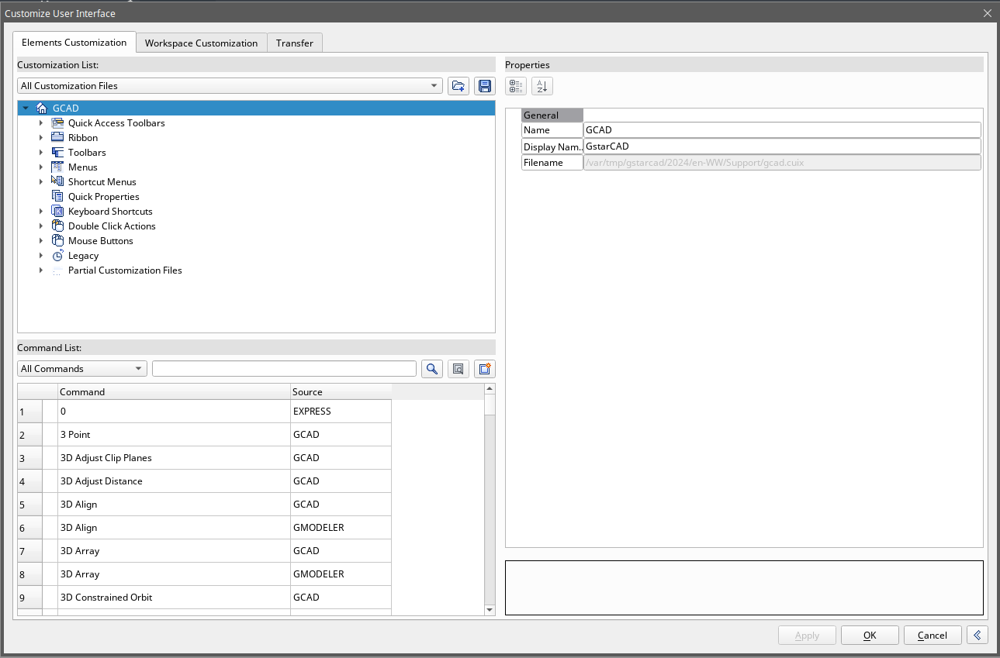 Customize User Interface
Elements Customization
Workspace Customization
Transfer
Customization List:
All Customization Files
GCAD
Quick Access Toolbars
Ribbon
Toolbars
Menus
Shortcut Menus
Quick Properties
Keyboard Shortcuts
Double Click Actions
Mouse Buttons
Legacy
Partial Customization Files
Command List:
All Commands
Command Source
1 0 EXPRESS
2 3 Point GCAD
3 3D Adjust Clip Planes GCAD
4 3D Adjust Distance GCAD
5 3D Align GCAD
6 3D Align GMODELER
7 3D Array GCAD
8 3D Array GMODELER
9 3D Constrained Orbit GCAD
Properties
General
Name GCAD
Display Nam... GstarCAD
Filename /var/tmp/gstarcad/2024/en-WW/Support/gcad.cuix
Apply
OK
Cancel